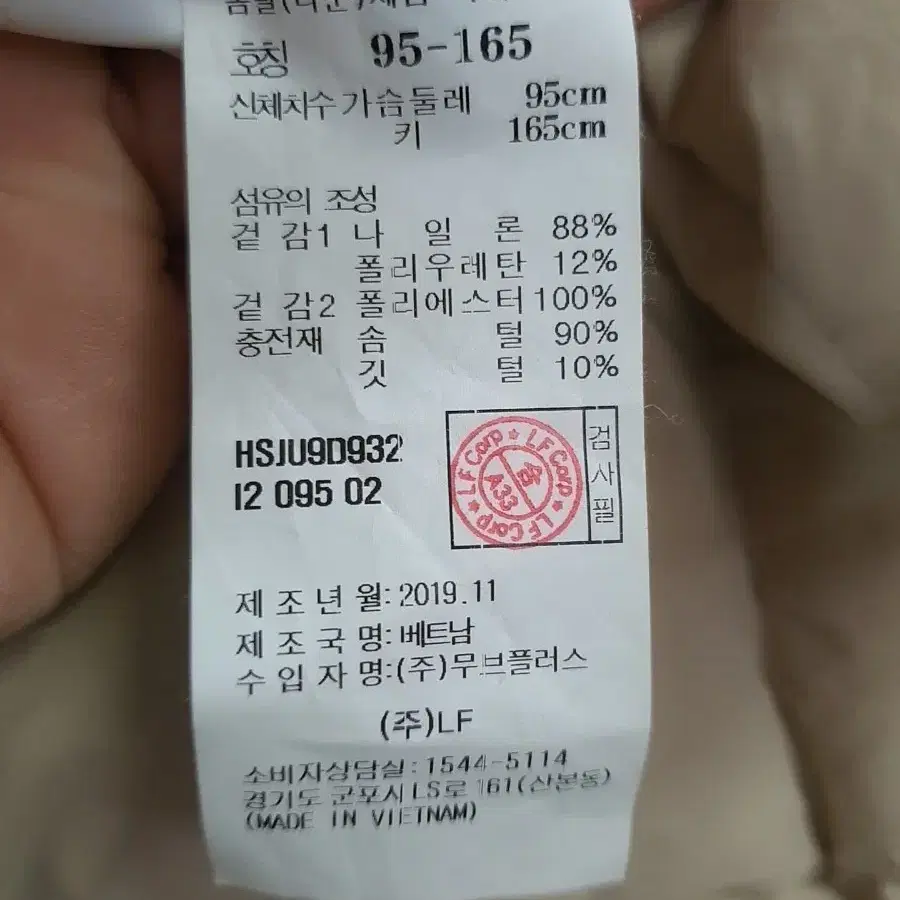 호칭 95-165
신체치수 가슴둘레 95cm
키 165cm
섬유의 조성
겉 감1 나 일 론 88%
폴리우레탄 12%
겉 감2 폴리에스터 100%
충전재 솜 털 90%
깃 털 10%
HSJU9D932
I2 095 02
LF Corp ★ LF Corp ★ LF Corp ★
A33
검사필
제 조 년 월: 2019.11
제 조 국 명: 베트남
수 입 자 명:(주)무브플러스
(주)LF
소비자상담실:1544-5114
경기도 군포시 LS로 161(산본동)
(MADE IN VIETNAM)